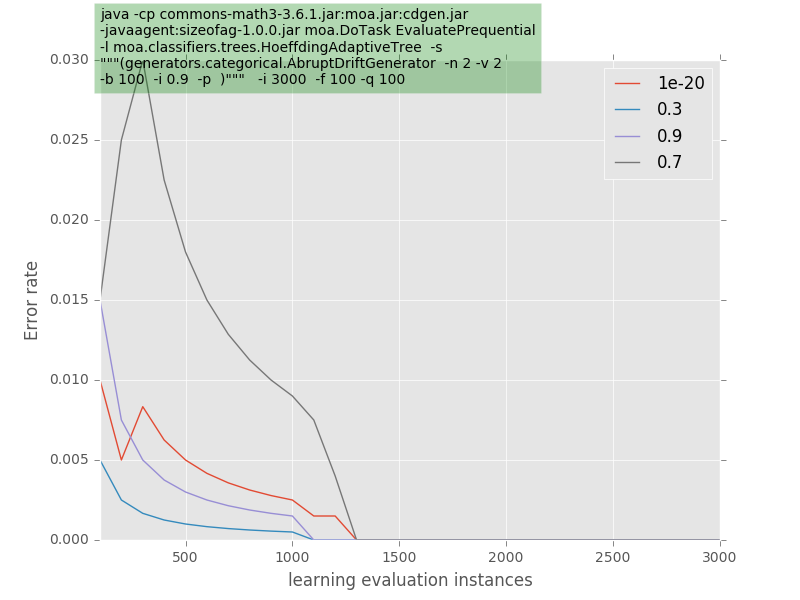 java -cp commons-math3-3.6.1.jar:moa.jar:cdgen.jar
-javaagent:sizeofag-1.0.0.jar moa.DoTask EvaluatePrequential
-l moa.classifiers.trees.HoeffdingAdaptiveTree -s
"""(generators.categorical.AbruptDriftGenerator -n 2 -v 2
-b 100 -i 0.9 -p )""" -i 3000 -f 100 -q 100
0.030
0.025
0.020
0.015
0.010
0.005
0.000
Error rate
1e-20
0.3
0.9
0.7
500 1000 1500 2000 2500 3000
learning evaluation instances